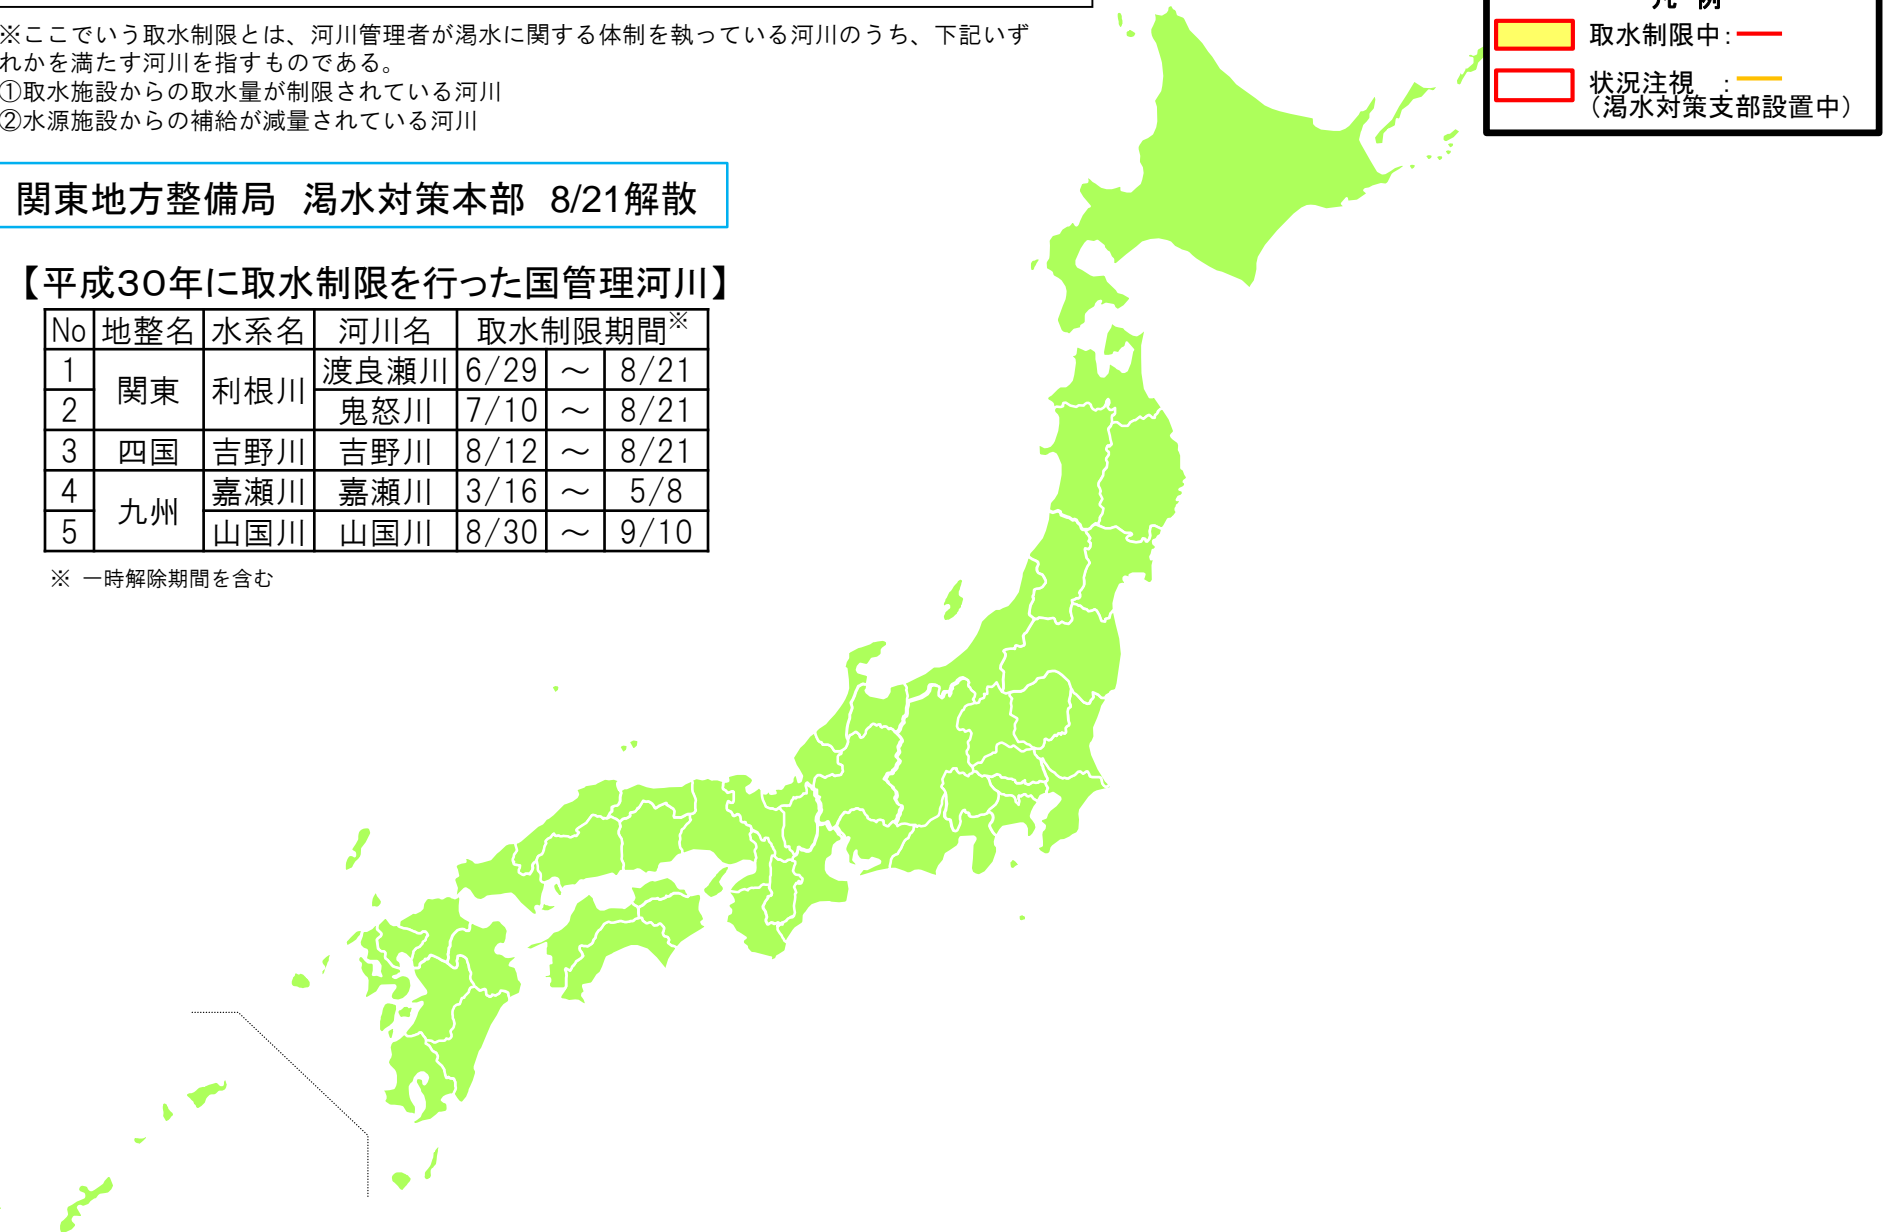 ※ここでいう取水制限とは、河川管理者が渇水に関する体制を執っている河川のうち、下記いず
れかを満たす河川を指すものである。
①取水施設からの取水量が制限されている河川
②水源施設からの補給が減量されている河川
凡 例
取水制限中：
状況注視　：
（渇水対策支部設置中）
関東地方整備局　渇水対策本部　8/21解散
【平成３０年に取水制限を行った国管理河川】
No 地整名 水系名 河川名 取水制限期間※
1 関東 利根川 渡良瀬川 6/29 ～ 8/21
2 鬼怒川 7/10 ～ 8/21
3 四国 吉野川 吉野川 8/12 ～ 8/21
4 九州 嘉瀬川 嘉瀬川 3/16 ～ 5/8
5 山国川 山国川 8/30 ～ 9/10
※ 一時解除期間を含む